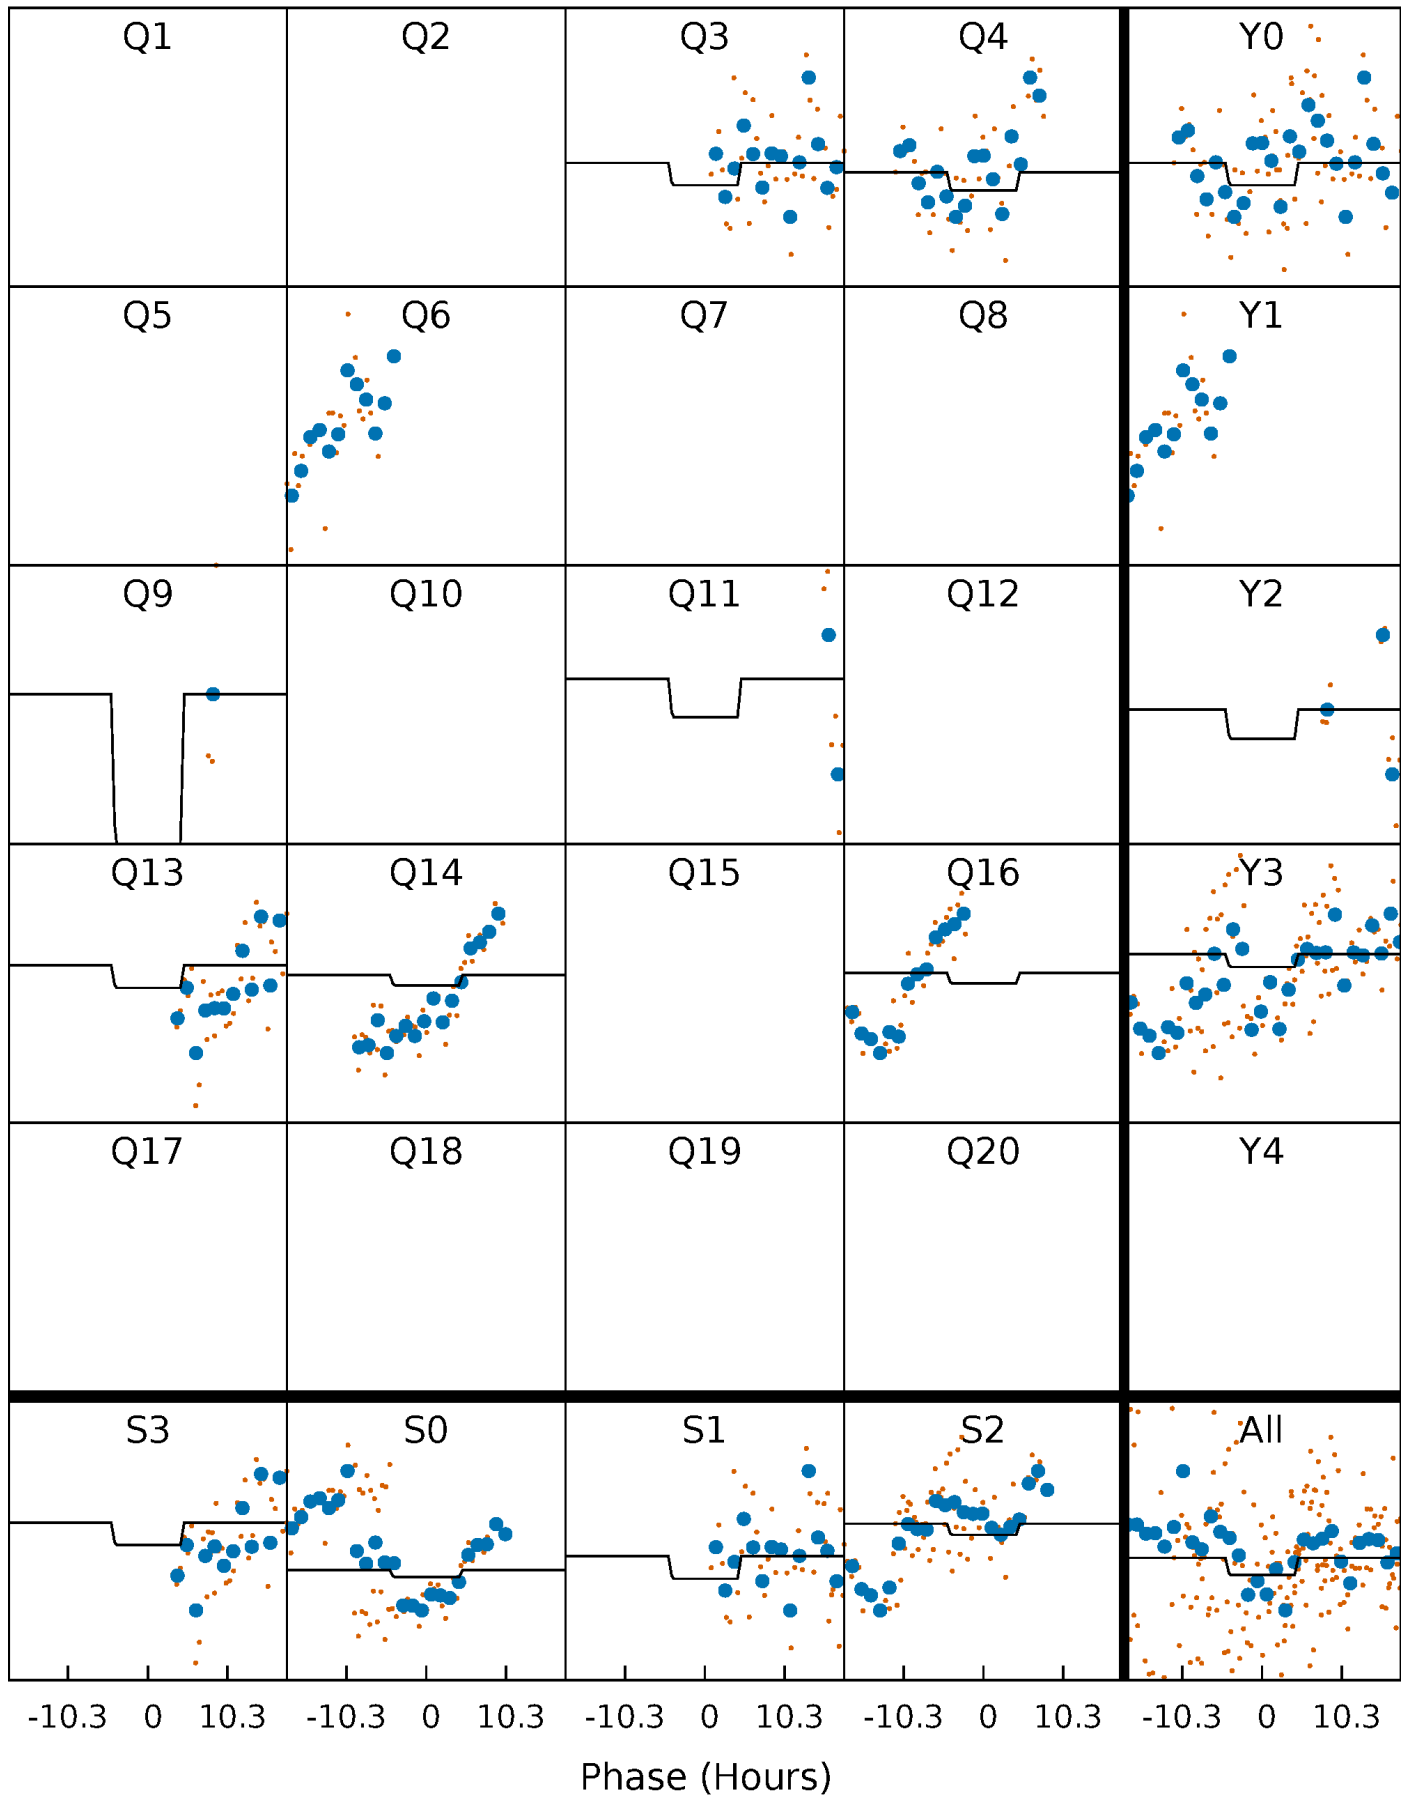 Q1 Q2 Q3 Q4 Y0
Q5 Q6 Q7 Q8 Y1
Q9 Q10 Q11 Q12 Y2
Q13 Q14 Q15 Q16 Y3
Q17 Q18 Q19 Q20 Y4
S3 S0 S1 S2 All
-10.3 0 10.3 -10.3 0 10.3 -10.3 0 10.3 -10.3 0 10.3 -10.3 0 10.3
Phase (Hours)